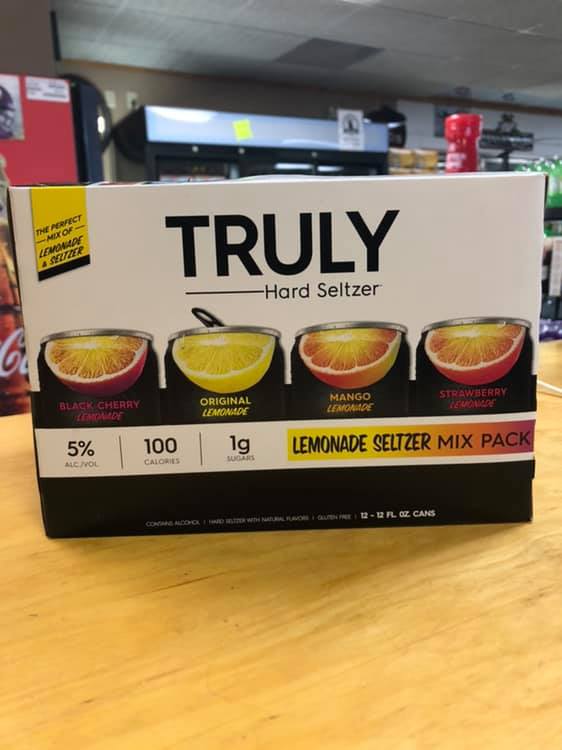 THE PERFECT
MIX OF
LEMONADE
& SELTZER
TRULY
Hard Seltzer
BLACK CHERRY
LEMONADE
ORIGINAL
LEMONADE
MANGO
LEMONADE
STRAWBERRY
LEMONADE
5%
ALC./VOL.
100
CALORIES
1g
SUGARS
LEMONADE SELTZER MIX PACK
CONTAINS ALCOHOL | HARD SELTZER WITH NATURAL FLAVORS | GLUTEN FREE | 12 - 12 FL. OZ. CANS